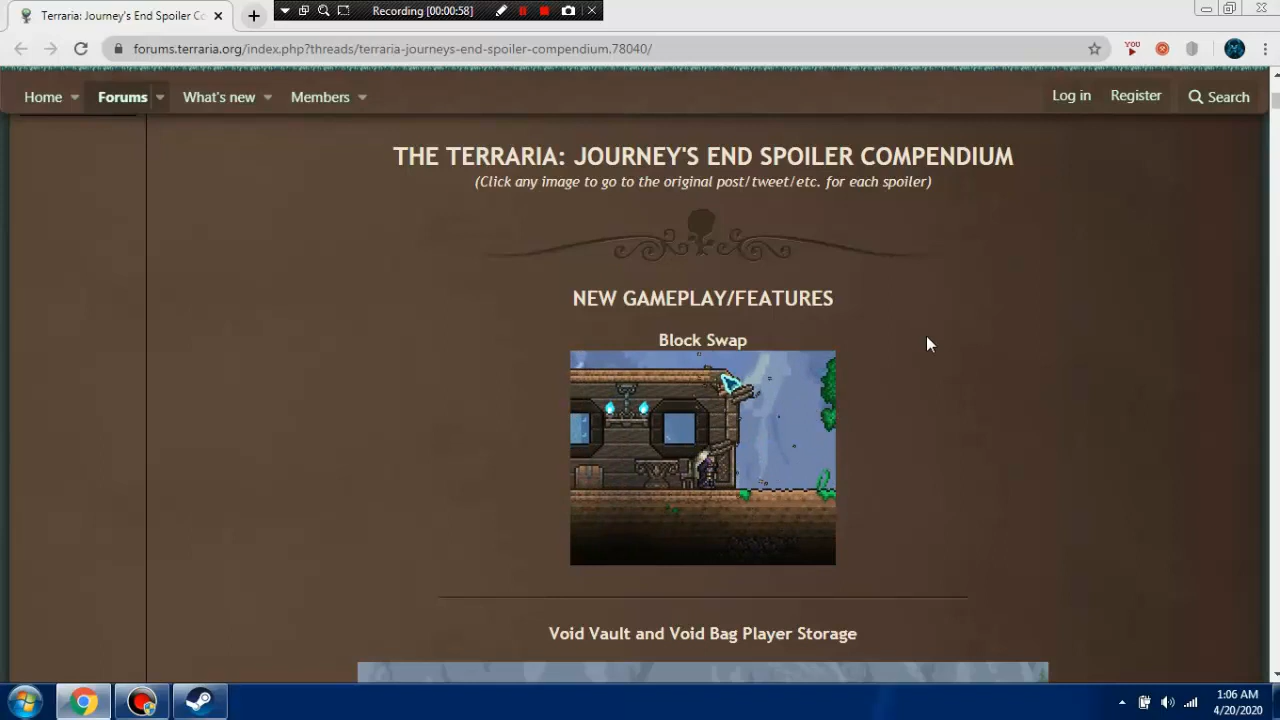 Terraria: Journey's End Spoiler Co
Recording [00:00:58]
forums.terraria.org/index.php?threads/terraria-journeys-end-spoiler-compendium.78040/
YOU
Home Forums What's new Members Log in Register Search
THE TERRARIA: JOURNEY'S END SPOILER COMPENDIUM
(Click any image to go to the original post/tweet/etc. for each spoiler)
NEW GAMEPLAY/FEATURES
Block Swap
Void Vault and Void Bag Player Storage
1:06 AM
4/20/2020